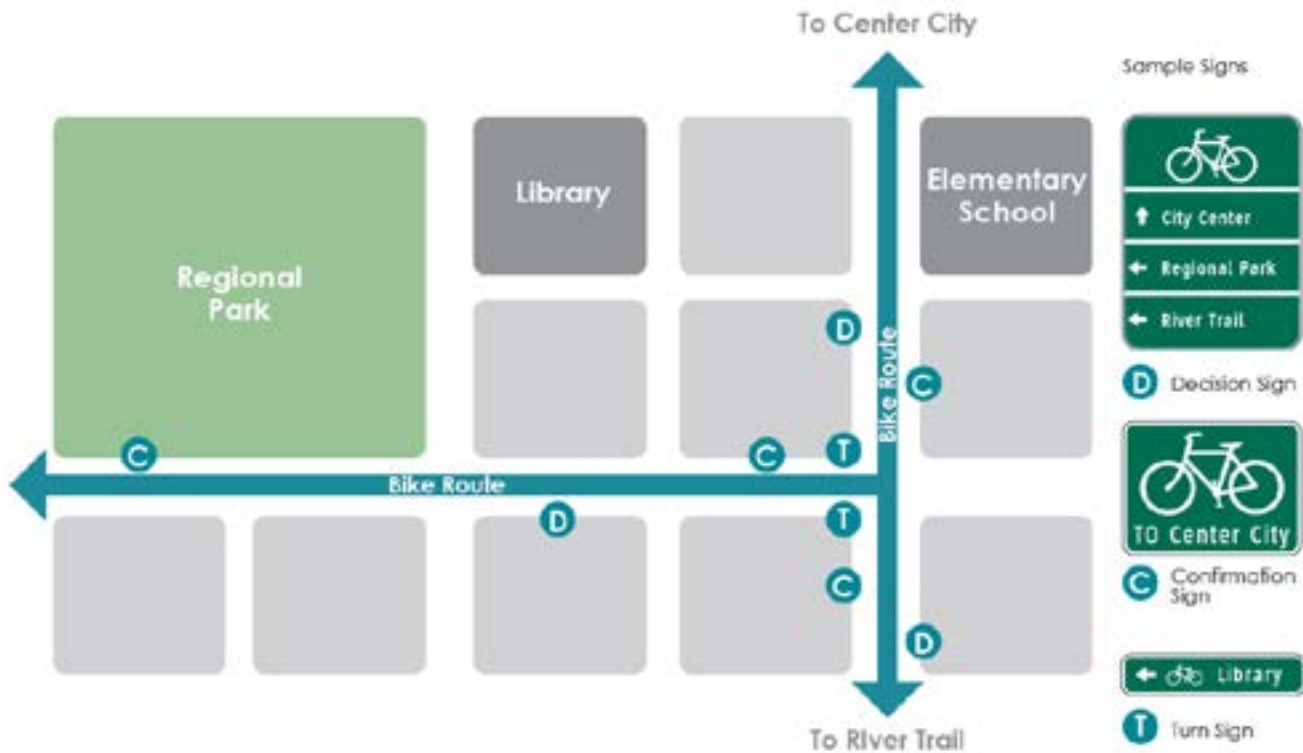 To Center City
Sample Signs
Library
Elementary
School
City Center
Regional Park
River Trail
Regional
Park
D
Bike Route
C
D Decision Sign
C
C
T
Bike Route
D
T
TO Center City
C
C Confirmation
Sign
D
Library
T Turn Sign
To River Trail